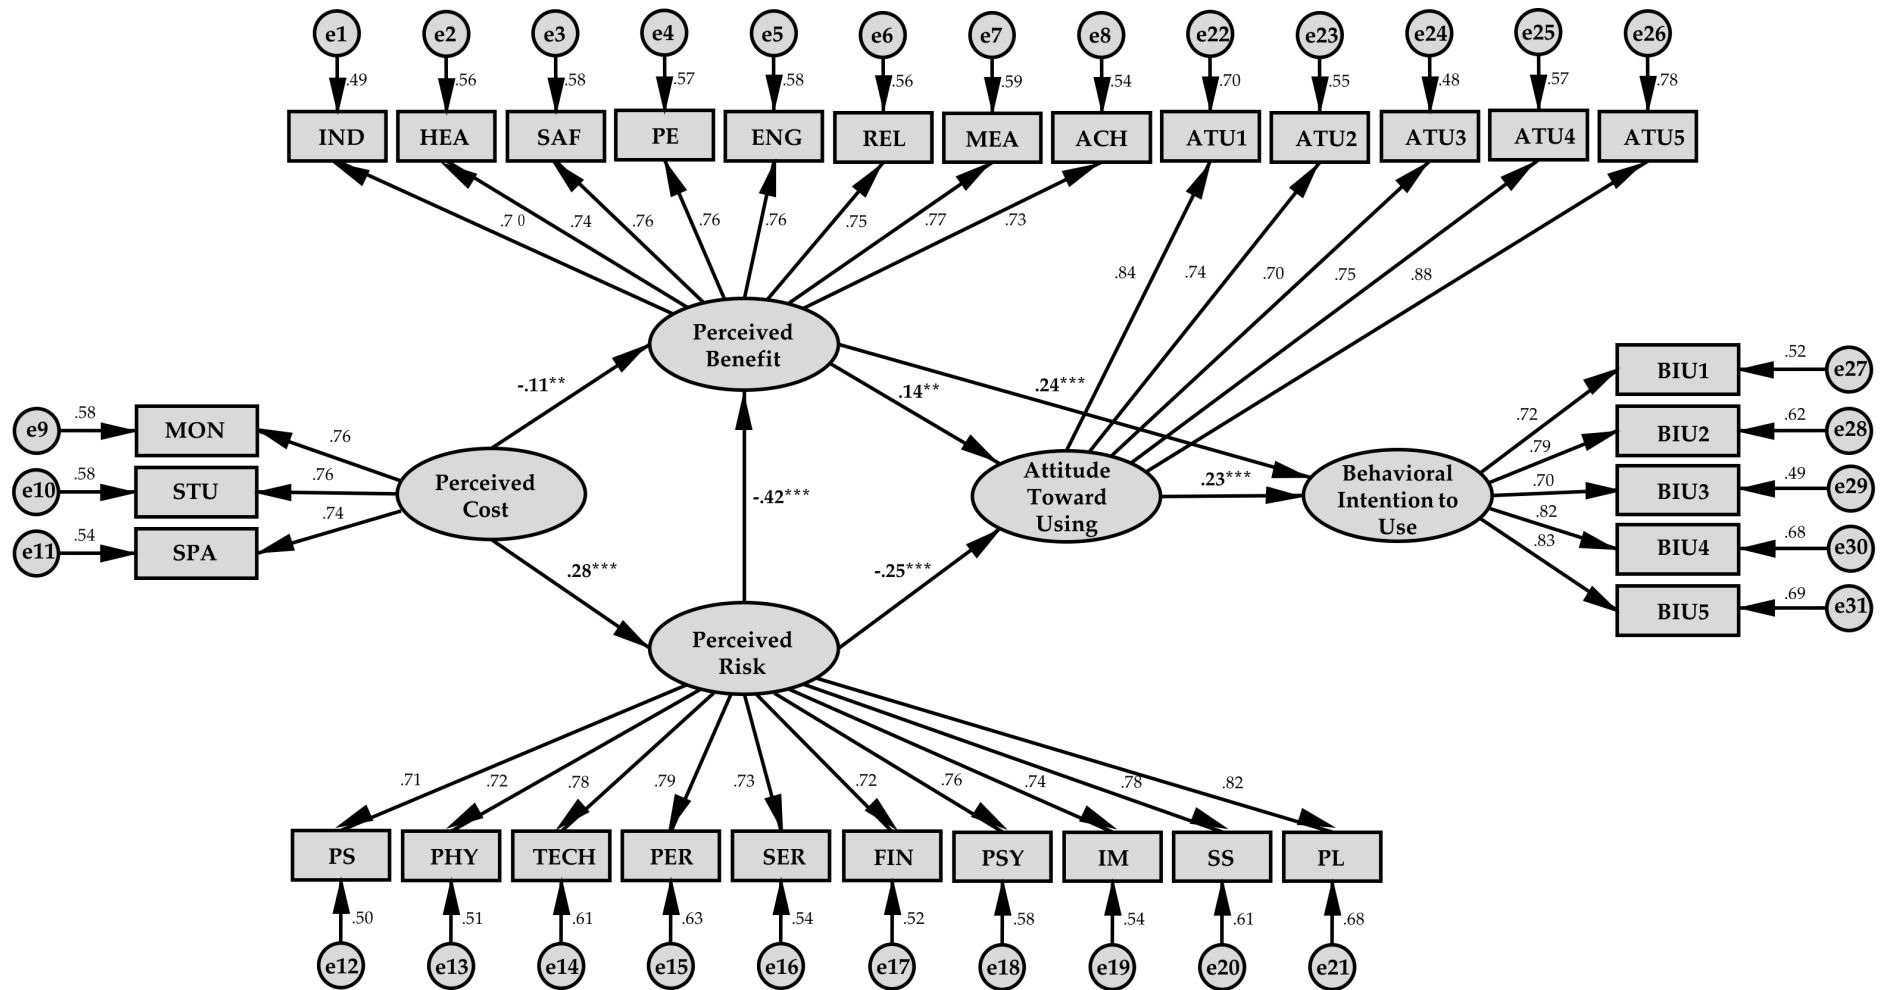 e1 e2 e3 e4 e5 e6 e7 e8 e22 e23 e24 e25 e26
.49 .56 .58 .57 .58 .56 .59 .54 .70 .55 .48 .57 .78
IND HEA SAF PE ENG REL MEA ACH ATU1 ATU2 ATU3 ATU4 ATU5
.70 .74 .76 .76 .76 .75 .77 .73
.84 .74 .70 .75 .88
Perceived
Benefit
-.11**
.14**
.24***
e9 .58 MON .76
e10 .58 STU .76
e11 .54 SPA .74
Perceived
Cost
-.42***
.28***
-.25***
Attitude
Toward
Using
.23***
Behavioral
Intention to
Use
.72 BIU1 .52 e27
.79 BIU2 .62 e28
.70 BIU3 .49 e29
.82 BIU4 .68 e30
.83 BIU5 .69 e31
Perceived
Risk
.71 .72 .78 .79 .73 .72 .76 .74 .78 .82
PS PHY TECH PER SER FIN PSY IM SS PL
.50 .51 .61 .63 .54 .52 .58 .54 .61 .68
e12 e13 e14 e15 e16 e17 e18 e19 e20 e21